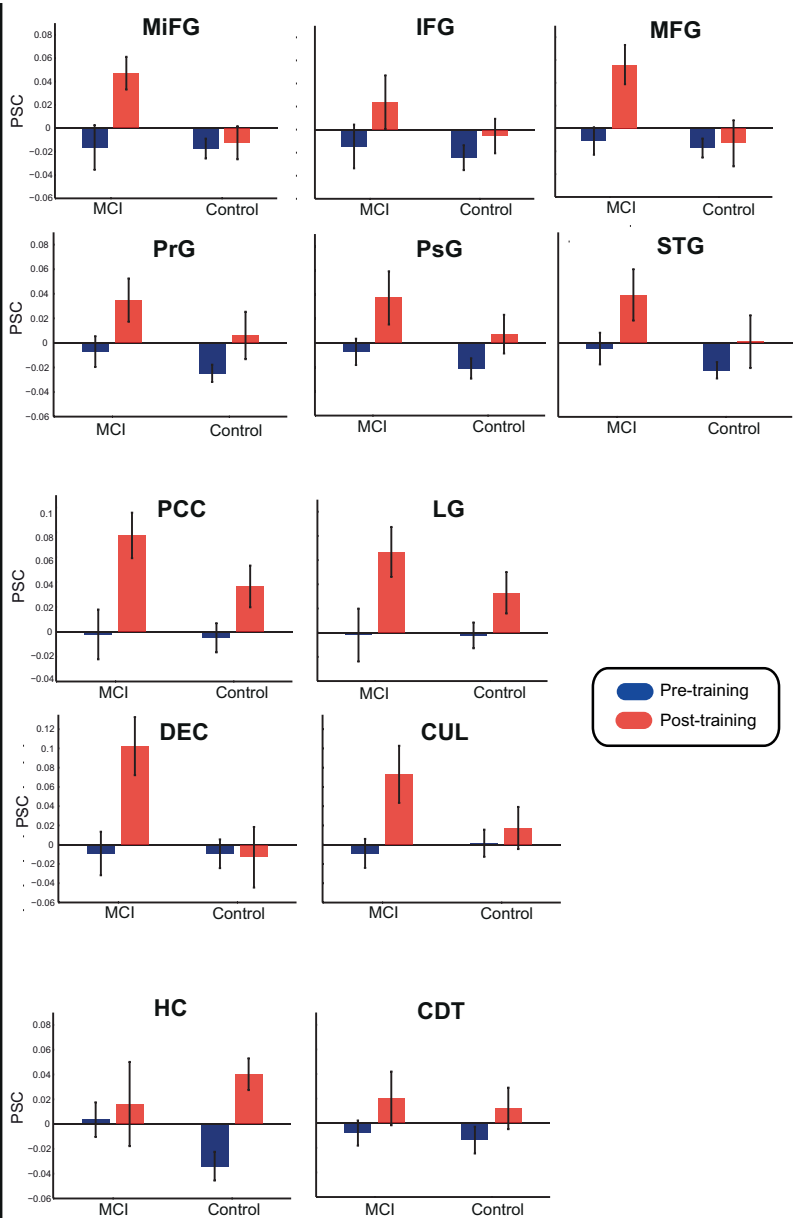 MiFG
IFG
MFG
PSC
0.08
0.06
0.04
0.02
0
−0.02
−0.04
−0.06
MCI
Control
MCI
Control
MCI
Control
PrG
PsG
STG
PSC
0.08
0.06
0.04
0.02
0
−0.02
−0.04
−0.06
MCI
Control
MCI
Control
MCI
Control
PCC
LG
PSC
0.1
0.08
0.06
0.04
0.02
0
−0.02
−0.04
MCI
Control
MCI
Control
Pre-training
Post-training
DEC
CUL
PSC
0.12
0.1
0.08
0.06
0.04
0.02
0
−0.02
−0.04
−0.06
MCI
Control
MCI
Control
HC
CDT
PSC
0.08
0.06
0.04
0.02
0
−0.02
−0.04
−0.06
MCI
Control
MCI
Control